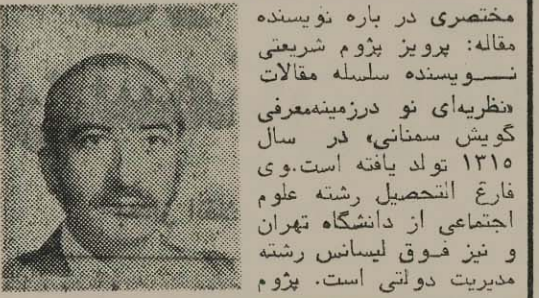 مختصری در باره نویسنده
مقاله: پرویز پژوم شریعتی
نــویسنده سلسله مقالات
«نظریه‌ای نو درزمینه‌معرفی
گویش سمنانی» در سال
۱۳۱۵ تولد یافته است.وی
فارغ التحصیل رشته علوم
اجتماعی از دانشگاه تهران
و نیز فــوق لیسانس رشته
مدیریت دولتی است. پژوم